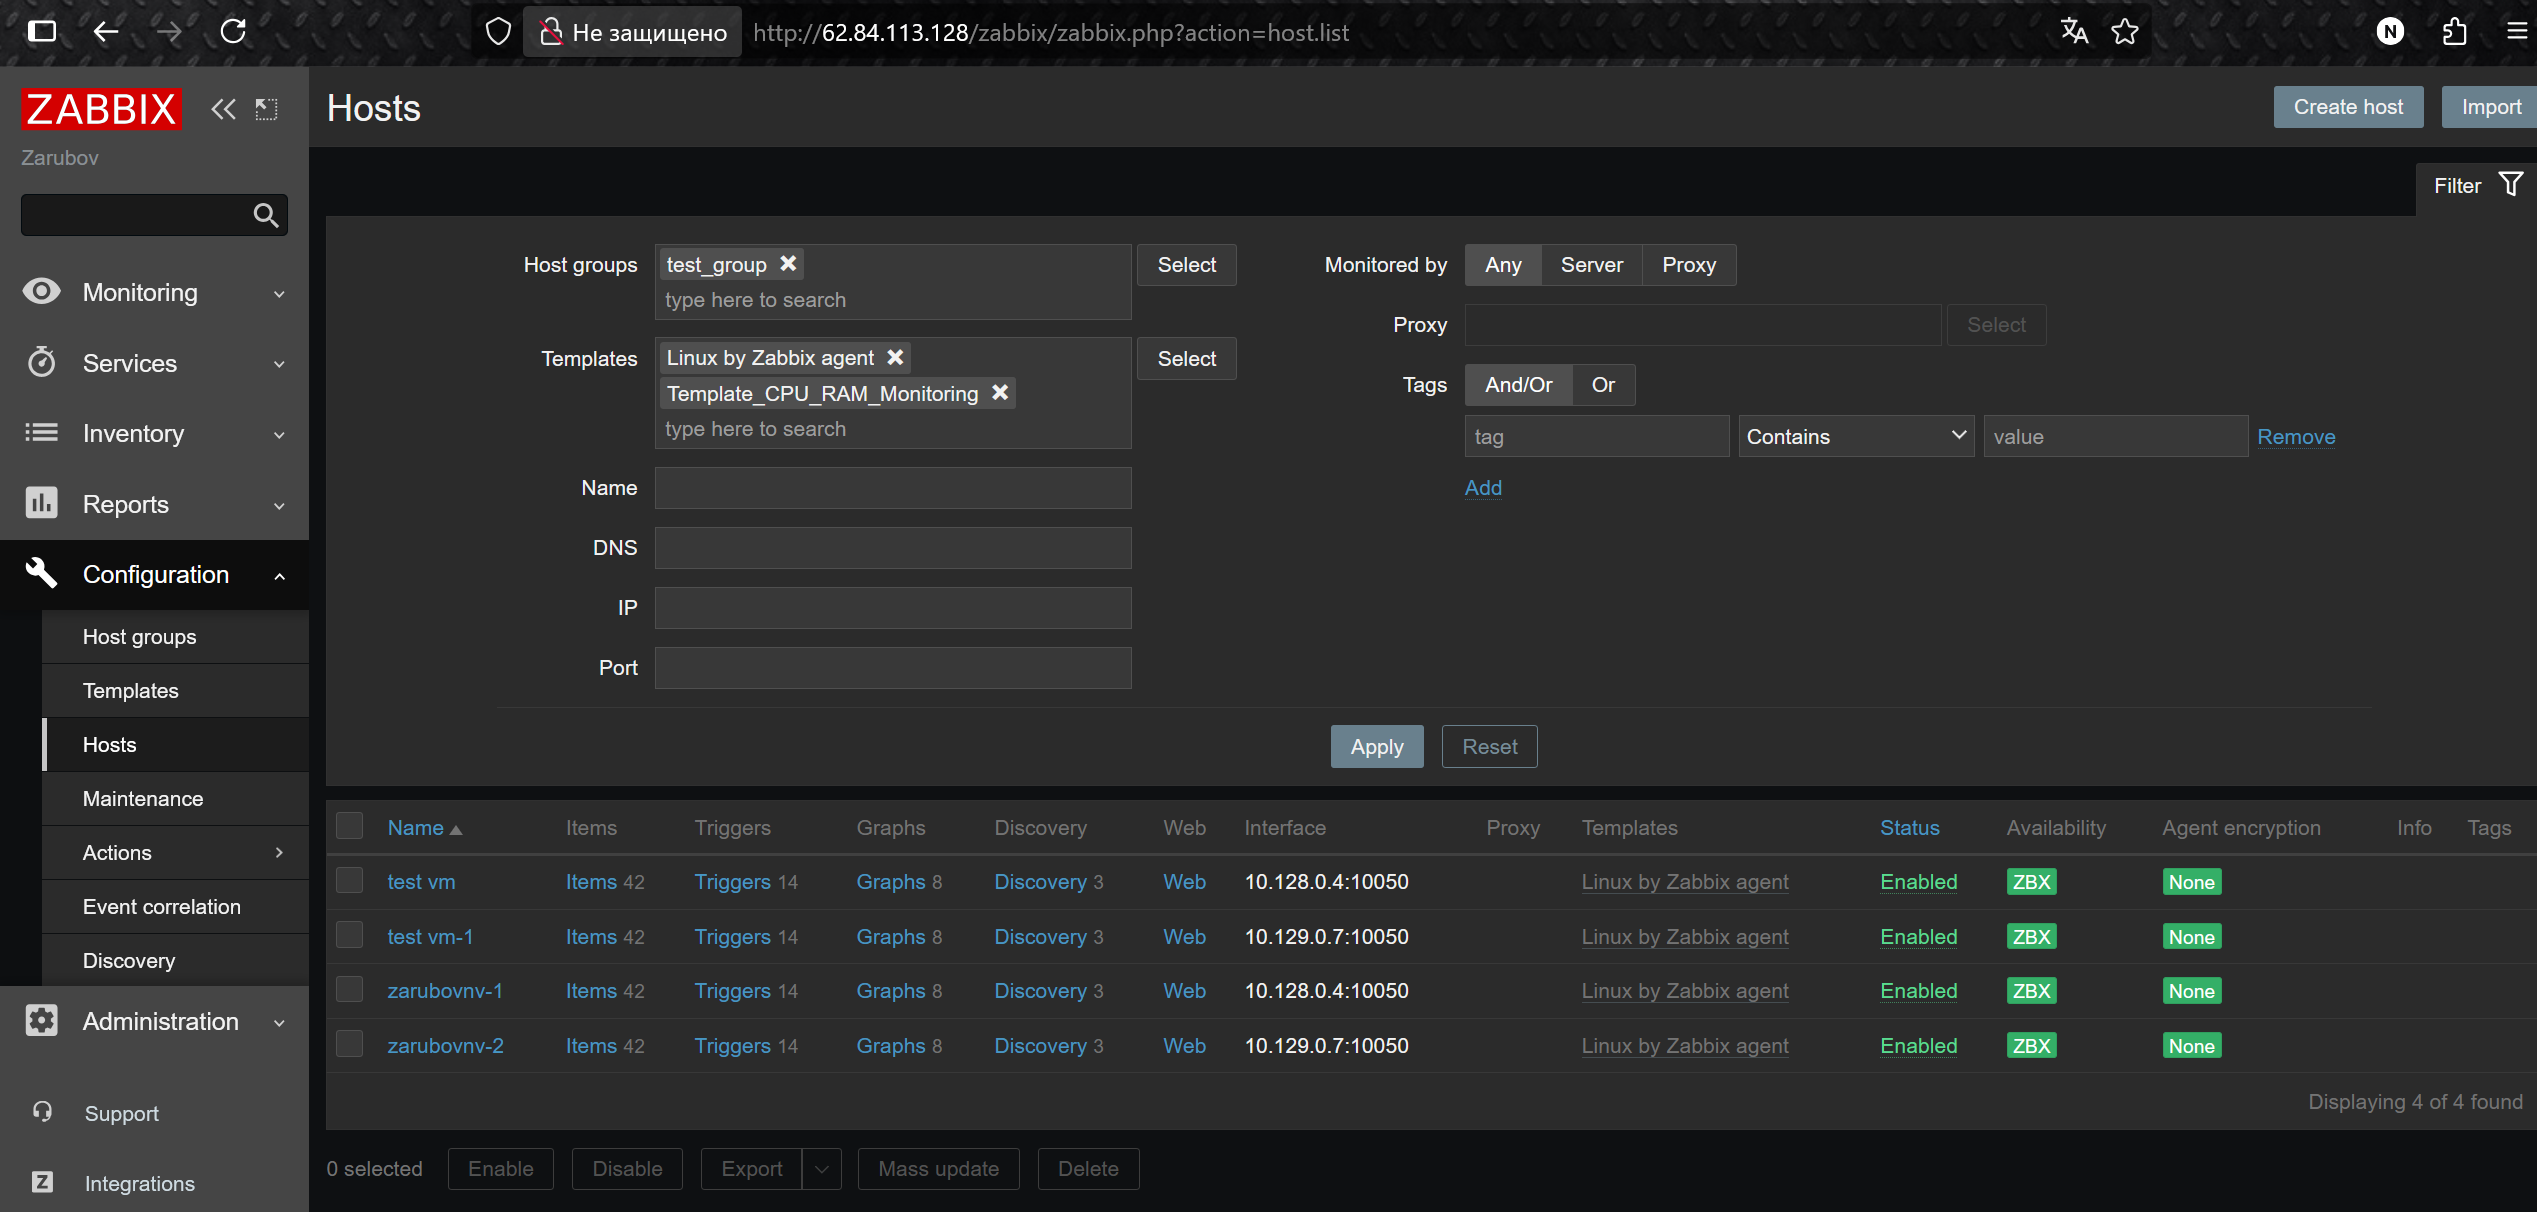 Не защищено http://62.84.113.128/zabbix/zabbix.php?action=host.list
N
ZABBIX
Zarubov
Monitoring
Services
Inventory
Reports
Configuration
Host groups
Templates
Hosts
Maintenance
Actions
Event correlation
Discovery
Administration
Support
Z Integrations
Hosts
Create host Import
Filter
Host groups test_group Select
type here to search
Templates Linux by Zabbix agent Select
Template_CPU_RAM_Monitoring
type here to search
Name
DNS
IP
Port
Monitored by Any Server Proxy
Proxy Select
Tags And/Or Or
tag Contains value Remove
Add
Apply Reset
Name Items Triggers Graphs Discovery Web Interface Proxy Templates Status Availability Agent encryption Info Tags
test vm Items 42 Triggers 14 Graphs 8 Discovery 3 Web 10.128.0.4:10050 Linux by Zabbix agent Enabled ZBX None
test vm-1 Items 42 Triggers 14 Graphs 8 Discovery 3 Web 10.129.0.7:10050 Linux by Zabbix agent Enabled ZBX None
zarubovnv-1 Items 42 Triggers 14 Graphs 8 Discovery 3 Web 10.128.0.4:10050 Linux by Zabbix agent Enabled ZBX None
zarubovnv-2 Items 42 Triggers 14 Graphs 8 Discovery 3 Web 10.129.0.7:10050 Linux by Zabbix agent Enabled ZBX None
Displaying 4 of 4 found
0 selected Enable Disable Export Mass update Delete